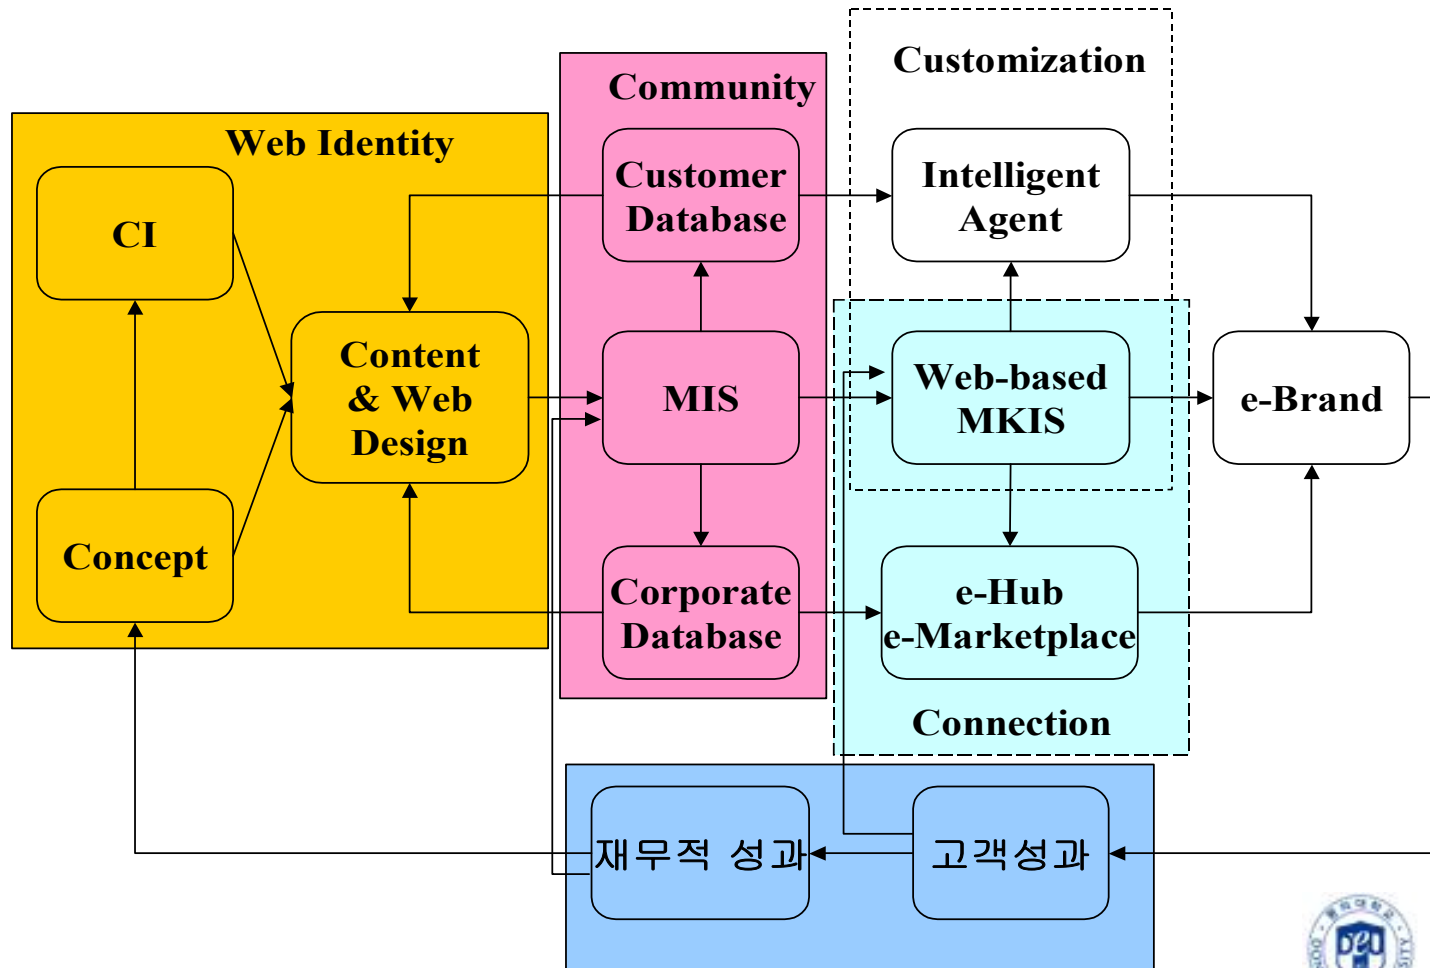 Customization
Community
Web Identity
Customer
Database
Intelligent
Agent
CI
Content
& Web
Design
MIS
Web-based
MKIS
e-Brand
Concept
Corporate
Database
e-Hub
e-Marketplace
Connection
재무적 성과
고객성과
DEU